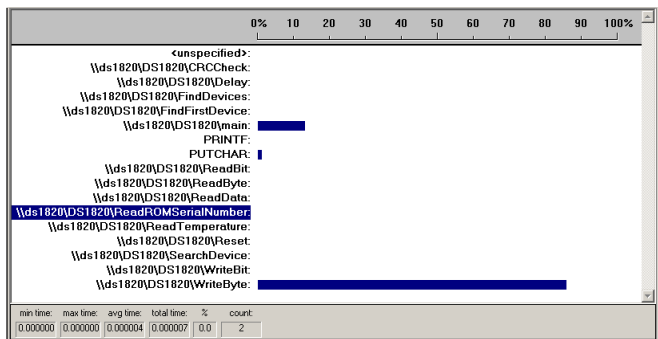 0% 10 20 30 40 50 60 70 80 90 100%
<unspecified>:
\\ds1820\DS1820\CRCCheck:
\\ds1820\DS1820\Delay:
\\ds1820\DS1820\FindDevices:
\\ds1820\DS1820\FindFirstDevice:
\\ds1820\DS1820\main:
PRINTF:
PUTCHAR:
\\ds1820\DS1820\ReadBit:
\\ds1820\DS1820\ReadByte:
\\ds1820\DS1820\ReadData:
\\ds1820\DS1820\ReadROMSerialNumber:
\\ds1820\DS1820\ReadTemperature:
\\ds1820\DS1820\Reset:
\\ds1820\DS1820\SearchDevice:
\\ds1820\DS1820\WriteBit:
\\ds1820\DS1820\WriteByte:
min time: max time: avg time: total time: % count:
0.000000 0.000000 0.000004 0.000007 0.0 2